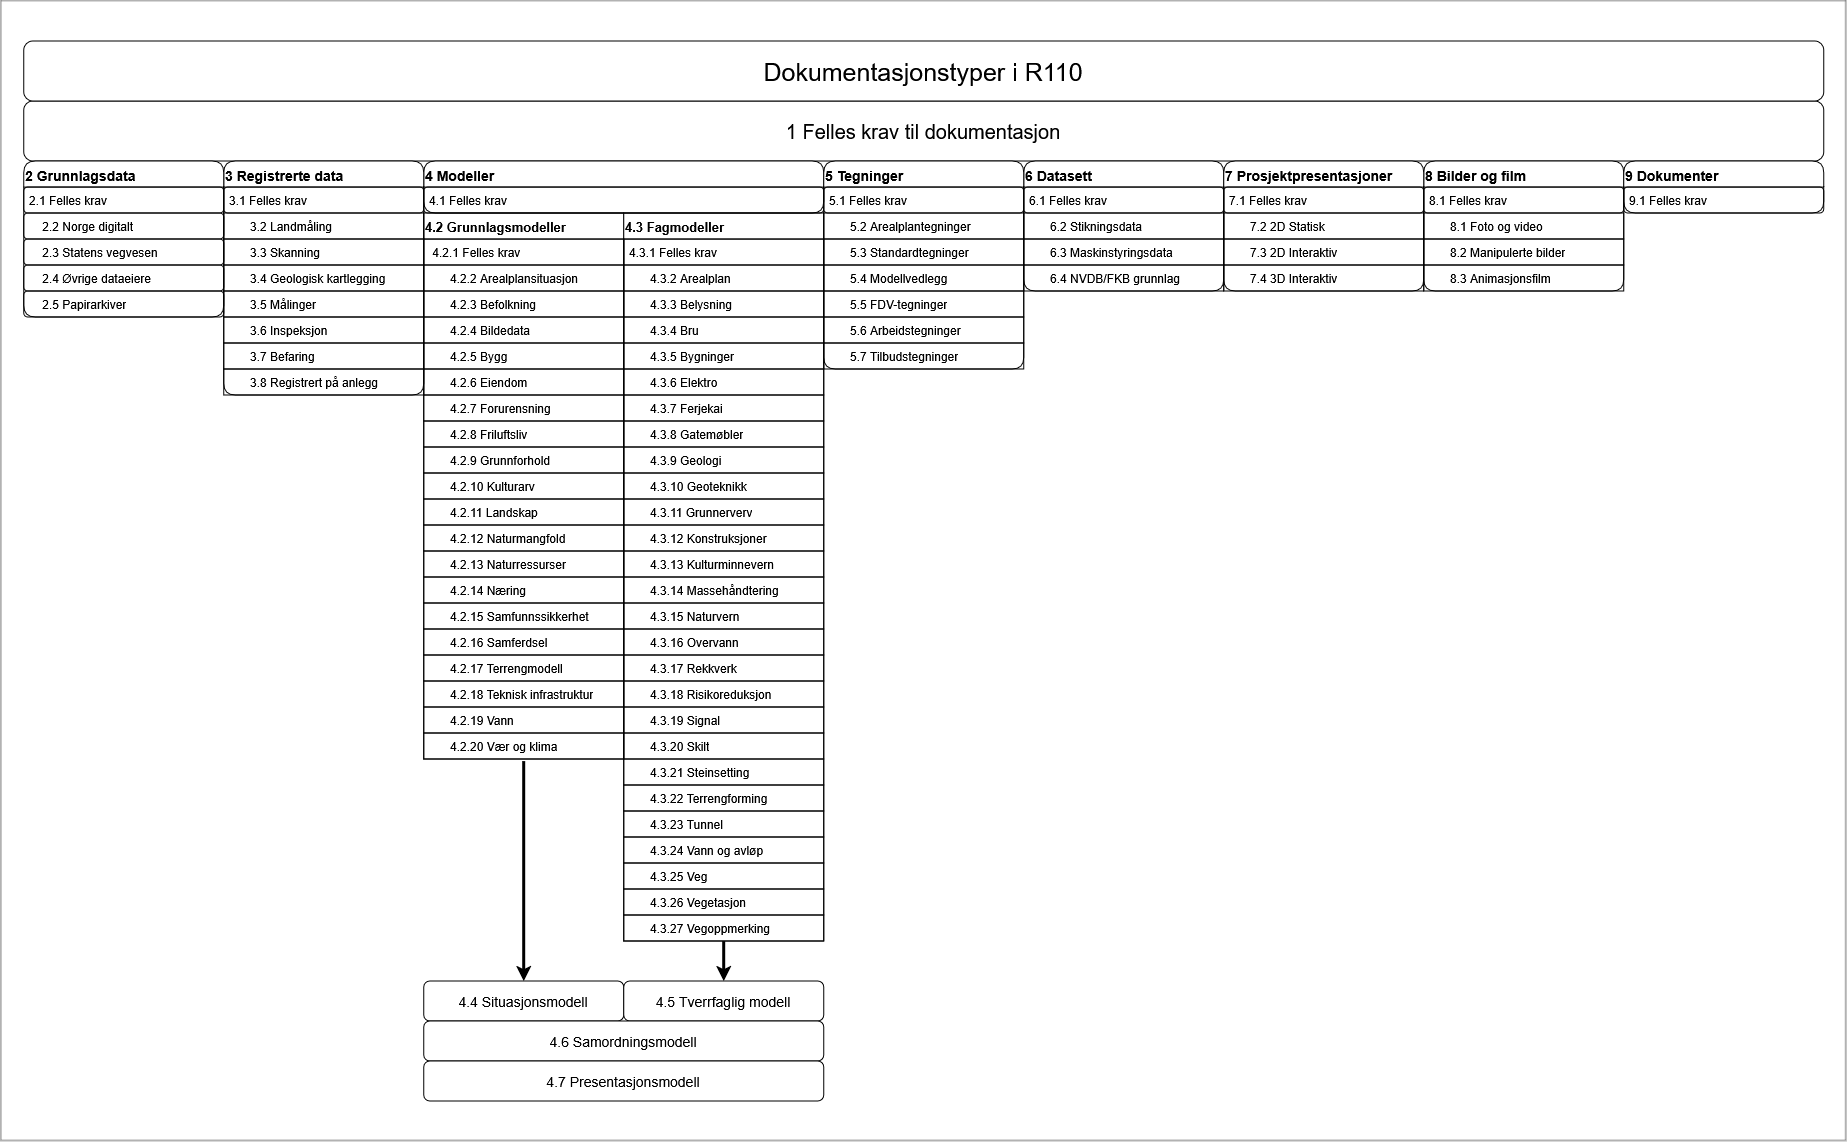 Dokumentasjonstyper i R110
1 Felles krav til dokumentasjon
2 Grunnlagsdata
2.1 Felles krav
2.2 Norge digitalt
2.3 Statens vegvesen
2.4 Øvrige dataeiere
2.5 Papirarkiver
3 Registrerte data
3.1 Felles krav
3.2 Landmåling
3.3 Skanning
3.4 Geologisk kartlegging
3.5 Målinger
3.6 Inspeksjon
3.7 Befaring
3.8 Registrert på anlegg
4 Modeller
4.1 Felles krav
4.2 Grunnlagsmodeller
4.2.1 Felles krav
4.2.2 Arealplansituasjon
4.2.3 Befolkning
4.2.4 Bildedata
4.2.5 Bygg
4.2.6 Eiendom
4.2.7 Forurensning
4.2.8 Friluftsliv
4.2.9 Grunnforhold
4.2.10 Kulturarv
4.2.11 Landskap
4.2.12 Naturmangfold
4.2.13 Naturressurser
4.2.14 Næring
4.2.15 Samfunnssikkerhet
4.2.16 Samferdsel
4.2.17 Terrengmodell
4.2.18 Teknisk infrastruktur
4.2.19 Vann
4.2.20 Vær og klima
4.3 Fagmodeller
4.3.1 Felles krav
4.3.2 Arealplan
4.3.3 Belysning
4.3.4 Bru
4.3.5 Bygninger
4.3.6 Elektro
4.3.7 Ferjekai
4.3.8 Gatemøbler
4.3.9 Geologi
4.3.10 Geoteknikk
4.3.11 Grunnerverv
4.3.12 Konstruksjoner
4.3.13 Kulturminnevern
4.3.14 Massehåndtering
4.3.15 Naturvern
4.3.16 Overvann
4.3.17 Rekkverk
4.3.18 Risikoreduksjon
4.3.19 Signal
4.3.20 Skilt
4.3.21 Steinsetting
4.3.22 Terrengforming
4.3.23 Tunnel
4.3.24 Vann og avløp
4.3.25 Veg
4.3.26 Vegetasjon
4.3.27 Vegoppmerking
4.4 Situasjonsmodell
4.5 Tverrfaglig modell
4.6 Samordningsmodell
4.7 Presentasjonsmodell
5 Tegninger
5.1 Felles krav
5.2 Arealplantegninger
5.3 Standardtegninger
5.4 Modellvedlegg
5.5 FDV-tegninger
5.6 Arbeidstegninger
5.7 Tilbudstegninger
6 Datasett
6.1 Felles krav
6.2 Stikningsdata
6.3 Maskinstyringsdata
6.4 NVDB/FKB grunnlag
7 Prosjektpresentasjoner
7.1 Felles krav
7.2 2D Statisk
7.3 2D Interaktiv
7.4 3D Interaktiv
8 Bilder og film
8.1 Felles krav
8.1 Foto og video
8.2 Manipulerte bilder
8.3 Animasjonsfilm
9 Dokumenter
9.1 Felles krav